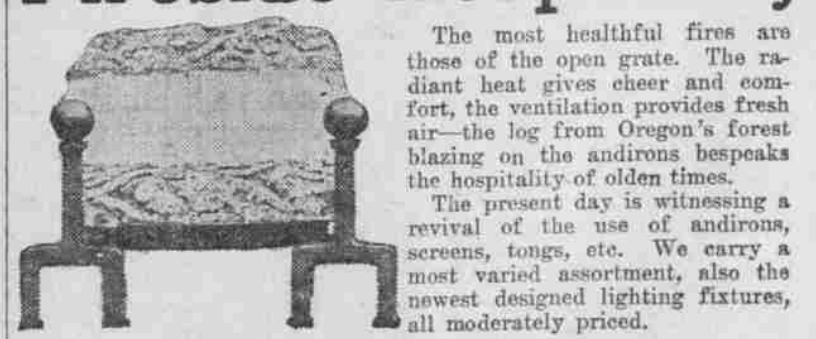 The most healthful fires are
those of the open grate. The ra-
diant heat gives cheer and com-
fort, the ventilation provides fresh
air—the log from Oregon's forest
blazing on the andirons bespeaks
the hospitality of olden times.
The present day is witnessing a
revival of the use of andirons,
screens, tongs, etc. We carry a
most varied assortment, also the
newest designed lighting fixtures,
all moderately priced.